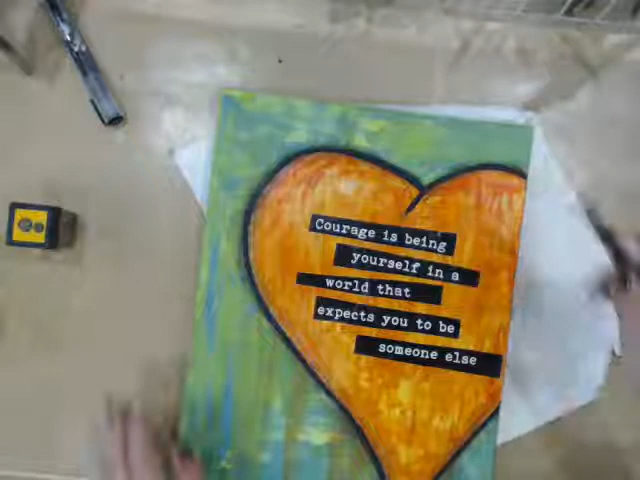 Courage is being
yourself in a
world that
expects you to be
someone else